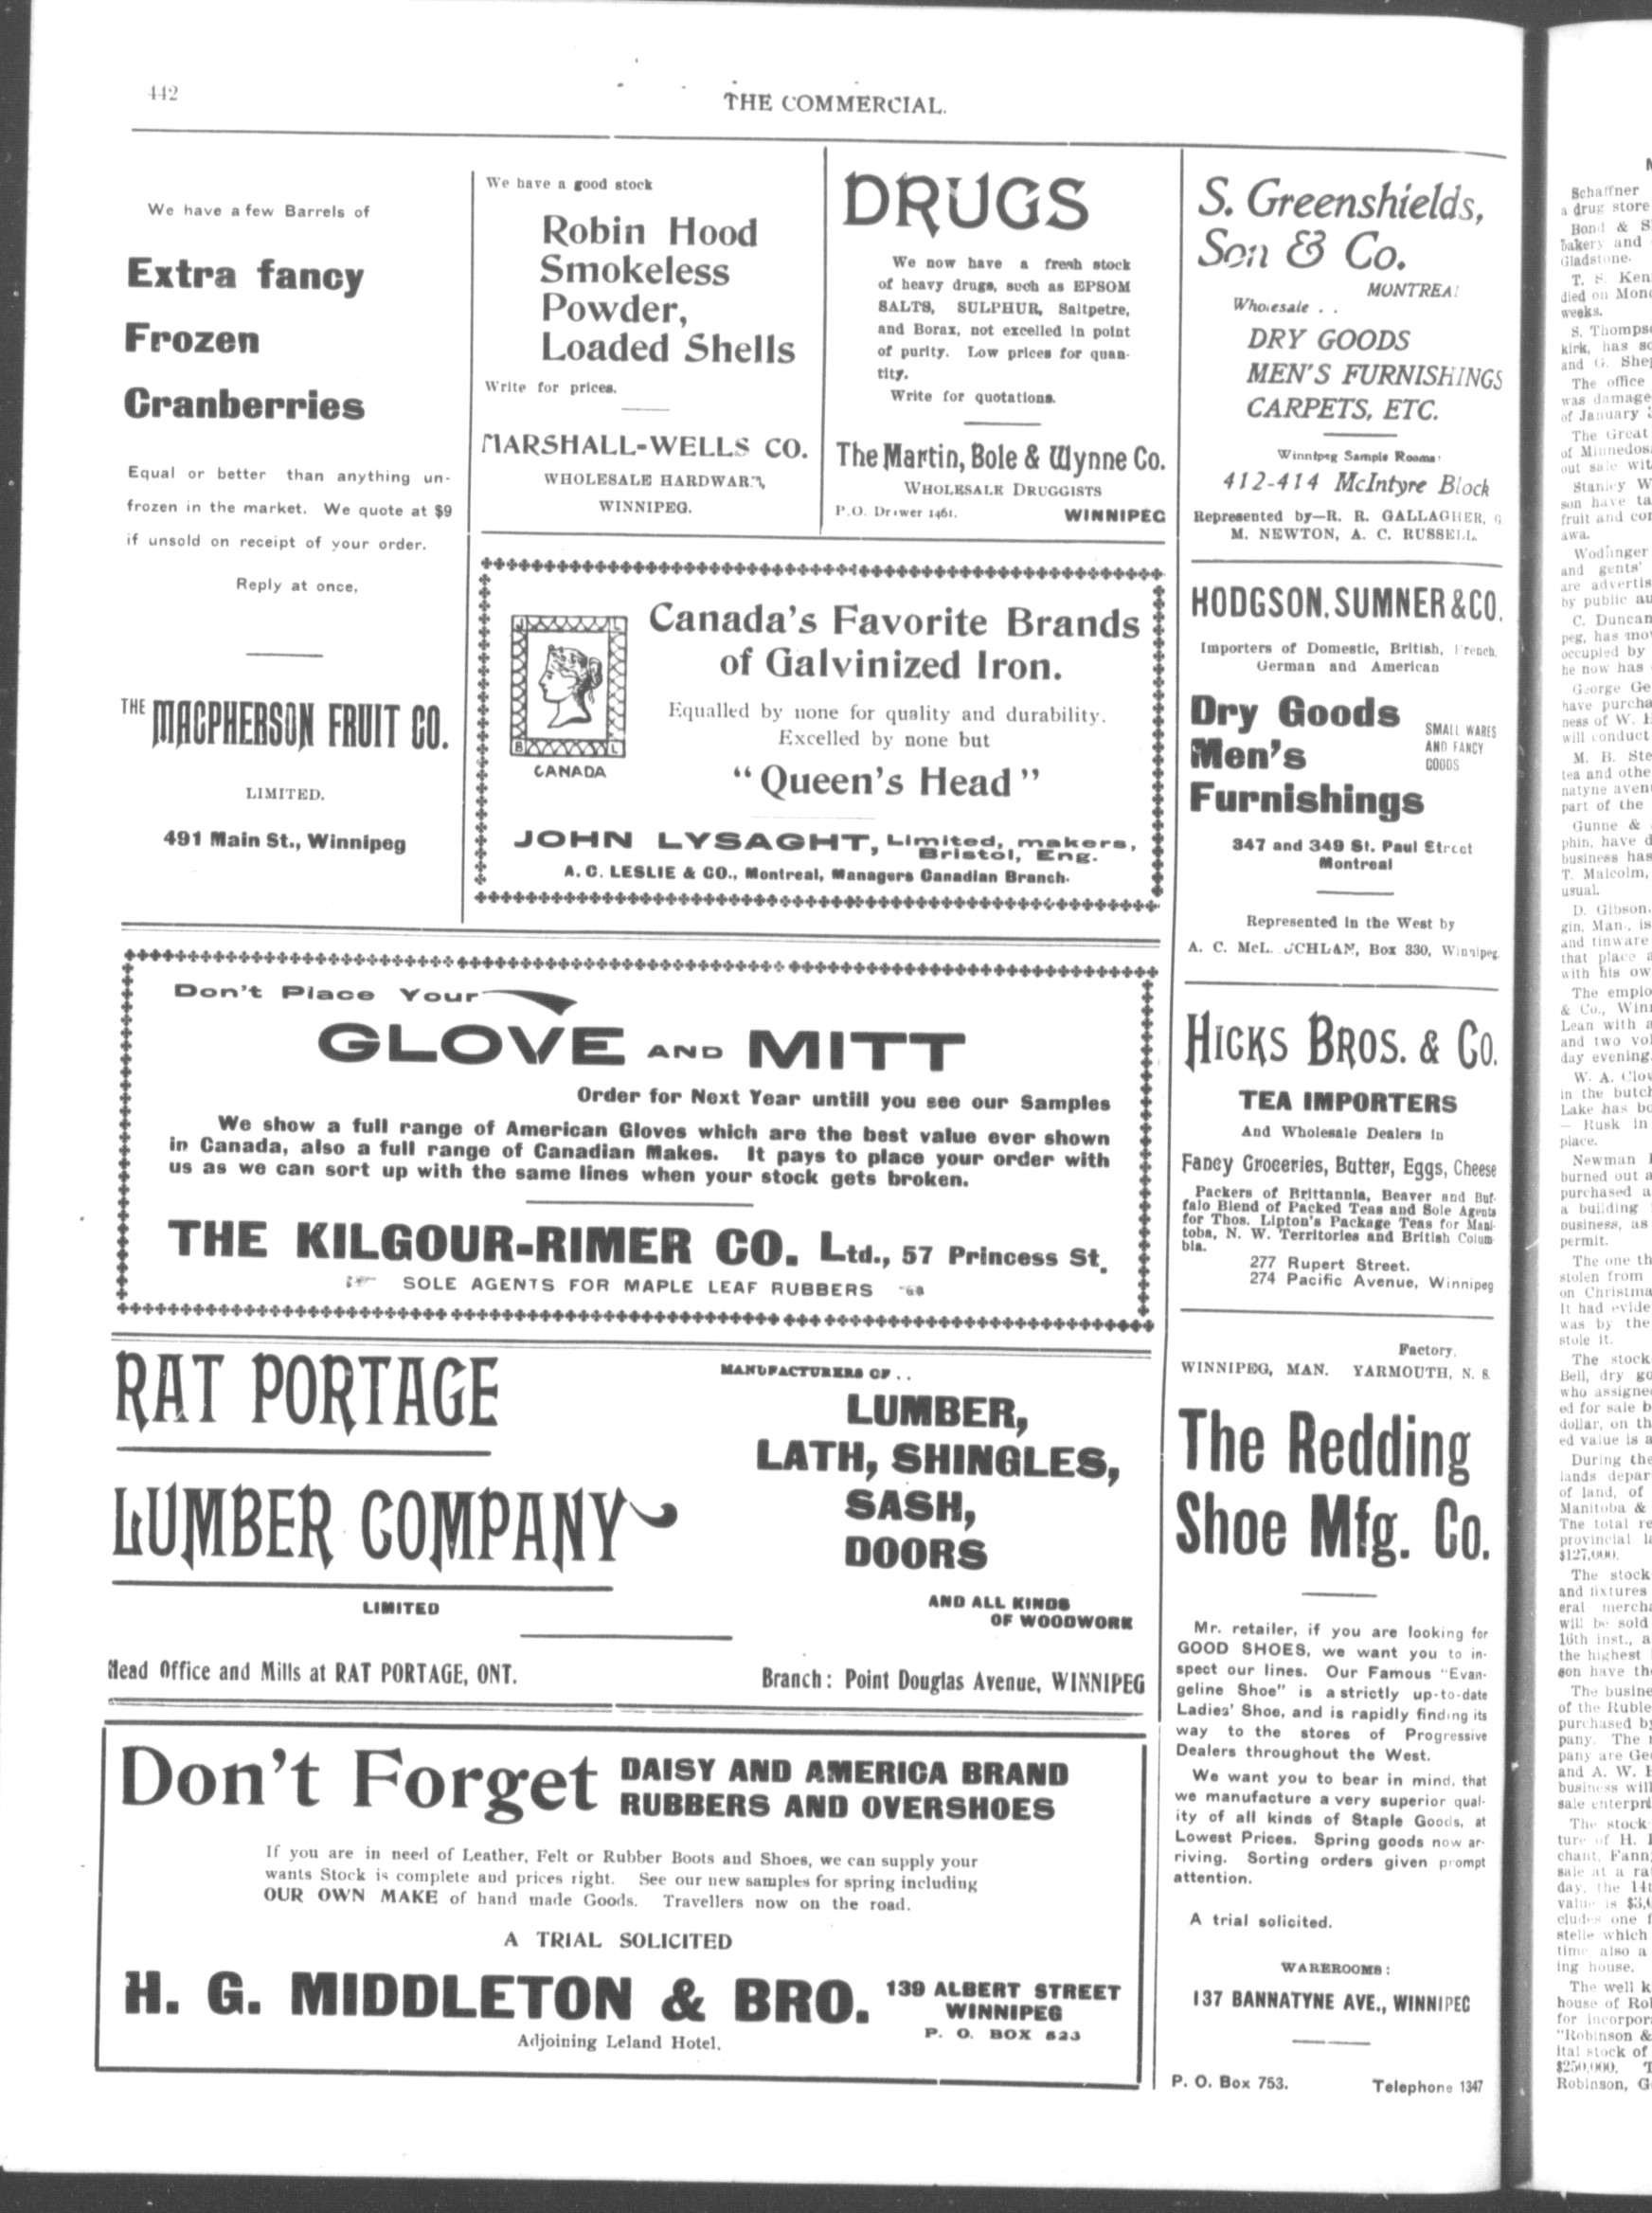 442
THE COMMERCIAL.
We have a few Barrels of
Extra fancy
Frozen
Cranberries
Equal or better than anything un-
frozen in the market. We quote at $9
if unsold on receipt of your order.
Reply at once,
THE MACPHERSON FRUIT CO.
LIMITED.
491 Main St., Winnipeg
We have a good stock
Robin Hood
Smokeless
Powder,
Loaded Shells
Write for prices.
MARSHALL-WELLS CO.
WHOLESALE HARDWARE,
WINNIPEG.
DRUGS
We now have a fresh stock
of heavy drugs, such as EPSOM
SALTS, SULPHUR, Saltpetre,
and Borax, not excelled in point
of purity. Low prices for quan-
tity.
Write for quotations.
The Martin, Bole & Wynne Co.
WHOLESALE DRUGGISTS
P.O. Drawer 1461. WINNIPEG
Canada's Favorite Brands
of Galvinized Iron.
Equalled by none for quality and durability.
Excelled by none but
"Queen's Head"
J L
B L
CANADA
JOHN LYSAGHT, Limited, makers,
Bristol, Eng.
A. C. LESLIE & CO., Montreal, Managers Canadian Branch.
Don't Place Your
GLOVE AND MITT
Order for Next Year untill you see our Samples
We show a full range of American Gloves which are the best value ever shown
in Canada, also a full range of Canadian Makes. It pays to place your order with
us as we can sort up with the same lines when your stock gets broken.
THE KILGOUR-RIMER CO. Ltd., 57 Princess St.
SOLE AGENTS FOR MAPLE LEAF RUBBERS
RAT PORTAGE
LUMBER COMPANY
LIMITED
MANUFACTURERS OF . .
LUMBER,
LATH, SHINGLES,
SASH,
DOORS
AND ALL KINDS
OF WOODWORK
Head Office and Mills at RAT PORTAGE, ONT.
Branch: Point Douglas Avenue, WINNIPEG
Don't Forget
DAISY AND AMERICA BRAND
RUBBERS AND OVERSHOES
If you are in need of Leather, Felt or Rubber Boots and Shoes, we can supply your
wants Stock is complete and prices right. See our new samples for spring including
OUR OWN MAKE of hand made Goods. Travellers now on the road.
A TRIAL SOLICITED
H. G. MIDDLETON & BRO.
139 ALBERT STREET
WINNIPEG
P. O. BOX 523
Adjoining Leland Hotel.
S. Greenshields,
Son & Co.
MONTREAL
Wholesale . .
DRY GOODS
MEN'S FURNISHINGS
CARPETS, ETC.
Winnipeg Sample Rooms:
412-414 McIntyre Block
Represented by—R. R. GALLAGHER, G
M. NEWTON, A. C. RUSSELL.
HODGSON, SUMNER & CO.
Importers of Domestic, British, French,
German and American
Dry Goods
Men's
Furnishings
SMALL WARES
AND FANCY
GOODS
347 and 349 St. Paul Street
Montreal
Represented in the West by
A. C. McL..UCHLAN, Box 330, Winnipeg.
HICKS BROS. & CO.
TEA IMPORTERS
And Wholesale Dealers in
Fancy Groceries, Butter, Eggs, Cheese
Packers of Brittannia, Beaver and Buf-
falo Blend of Packed Teas and Sole Agents
for Thos. Lipton's Package Teas for Mani-
toba, N. W. Territories and British Colum
bia.
277 Rupert Street.
274 Pacific Avenue, Winnipeg
Factory,
WINNIPEG, MAN. YARMOUTH, N. S.
The Redding
Shoe Mfg. Co.
Mr. retailer, if you are looking for
GOOD SHOES, we want you to in-
spect our lines. Our Famous "Evan-
geline Shoe" is a strictly up-to-date
Ladies' Shoe, and is rapidly finding its
way to the stores of Progressive
Dealers throughout the West.
We want you to bear in mind, that
we manufacture a very superior qual-
ity of all kinds of Staple Goods, at
Lowest Prices. Spring goods now ar-
riving. Sorting orders given prompt
attention.
A trial solicited.
WAREROOMS:
137 BANNATYNE AVE., WINNIPEG
P. O. Box 753. Telephone 1347